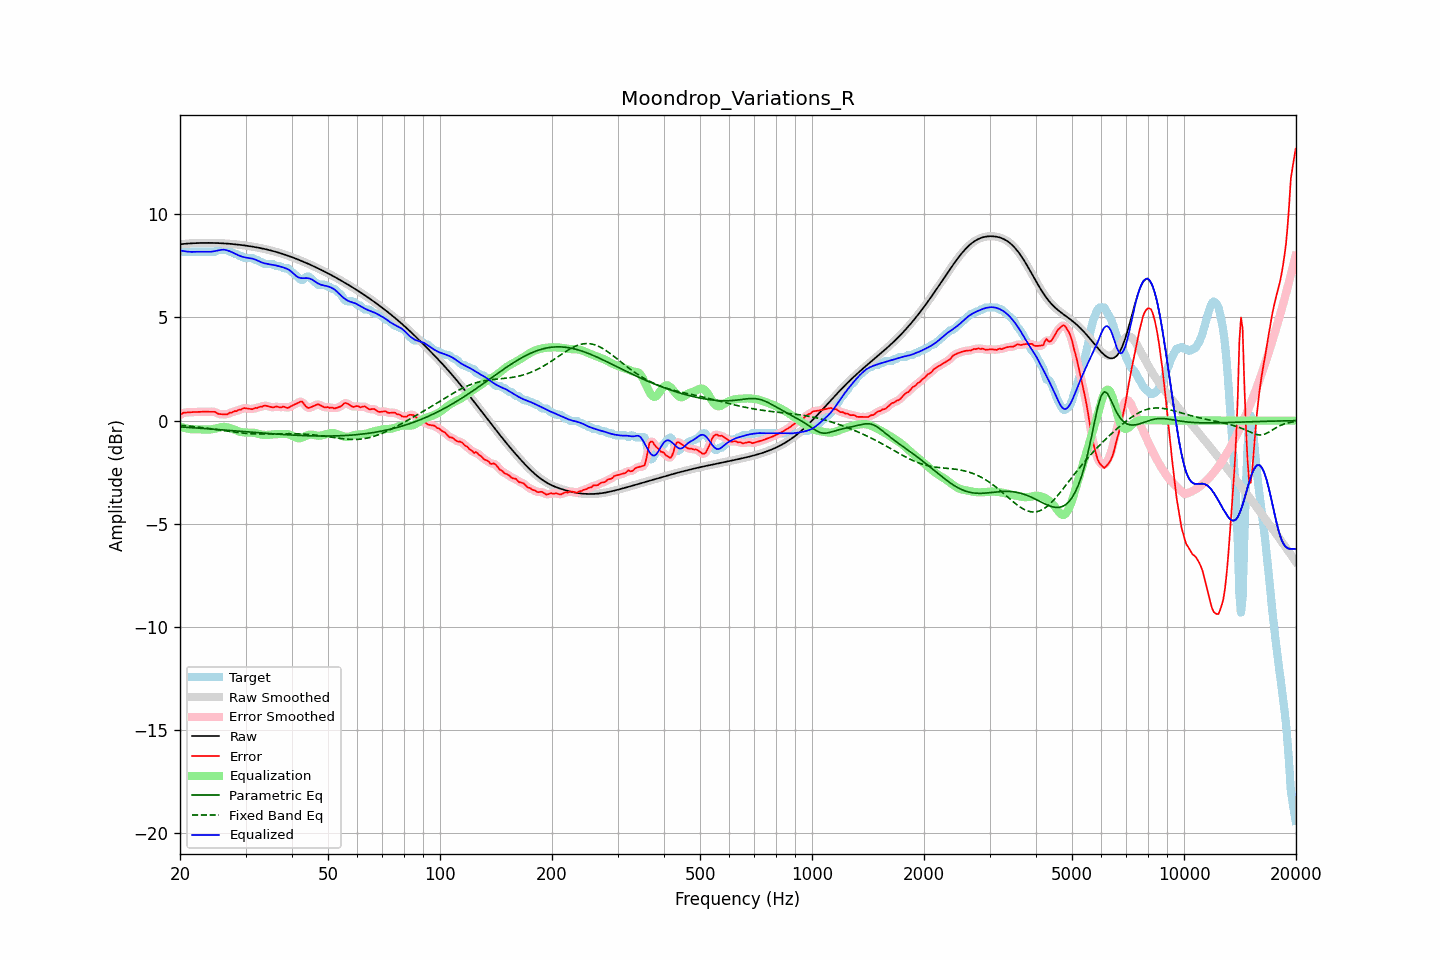 Moondrop_Variations_R
Amplitude (dBr)
10
5
0
−5
−10
−15
−20
Target
Raw Smoothed
Error Smoothed
Raw
Error
Equalization
Parametric Eq
Fixed Band Eq
Equalized
20 50 100 200 500 1000 2000 5000 10000 20000
Frequency (Hz)